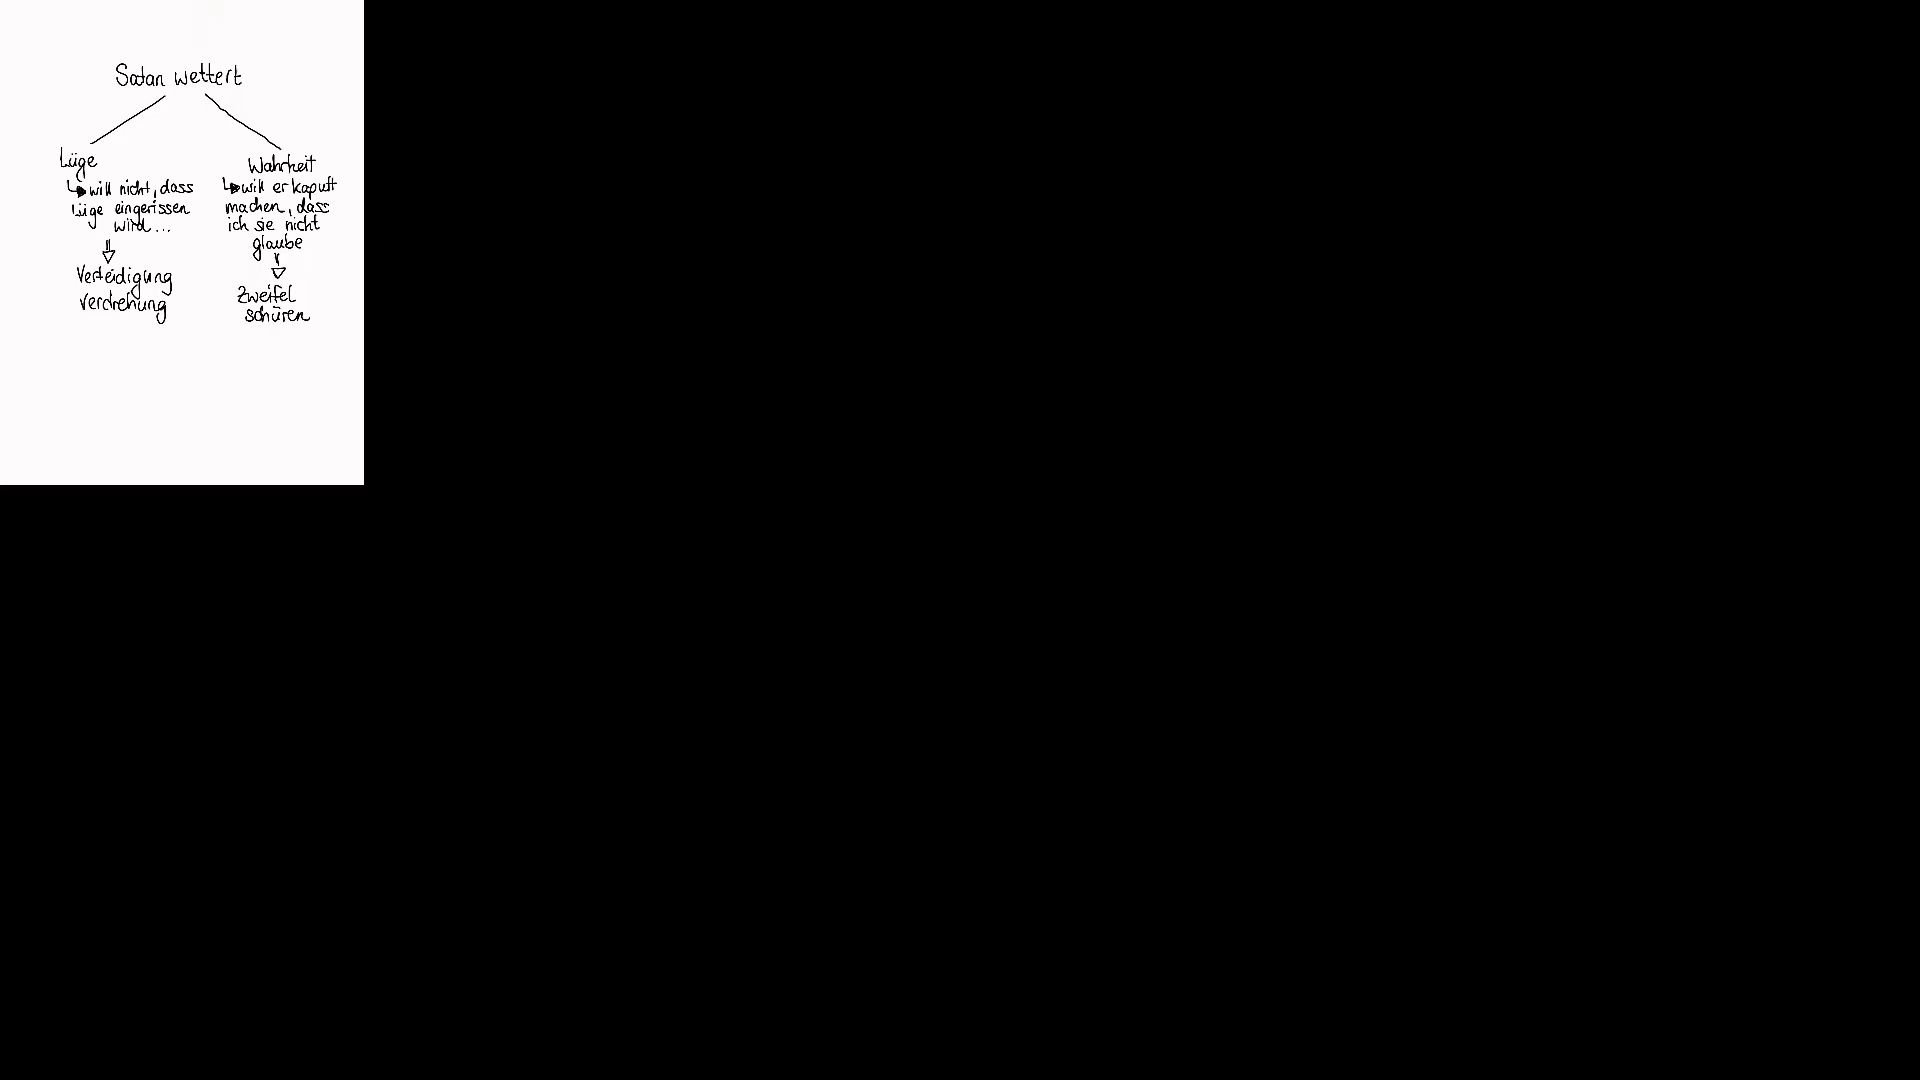 Satan wettert
Lüge
will nicht, dass
Lüge eingerissen
wird...
Verteidigung
Verdrehung
Wahrheit
will er kaputt
machen, dass
ich sie nicht
glaube
Zweifel
schüren